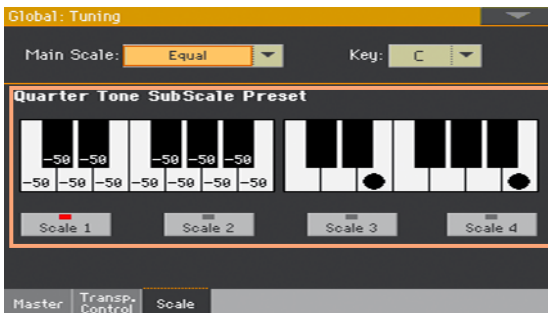 Global: Tuning
Main Scale: Equal Key: C
Quarter Tone SubScale Preset
-50 -50 -50 -50 -50
-50 -50 -50 -50 -50 -50 -50
Scale 1 Scale 2 Scale 3 Scale 4
Master Transp. Control Scale